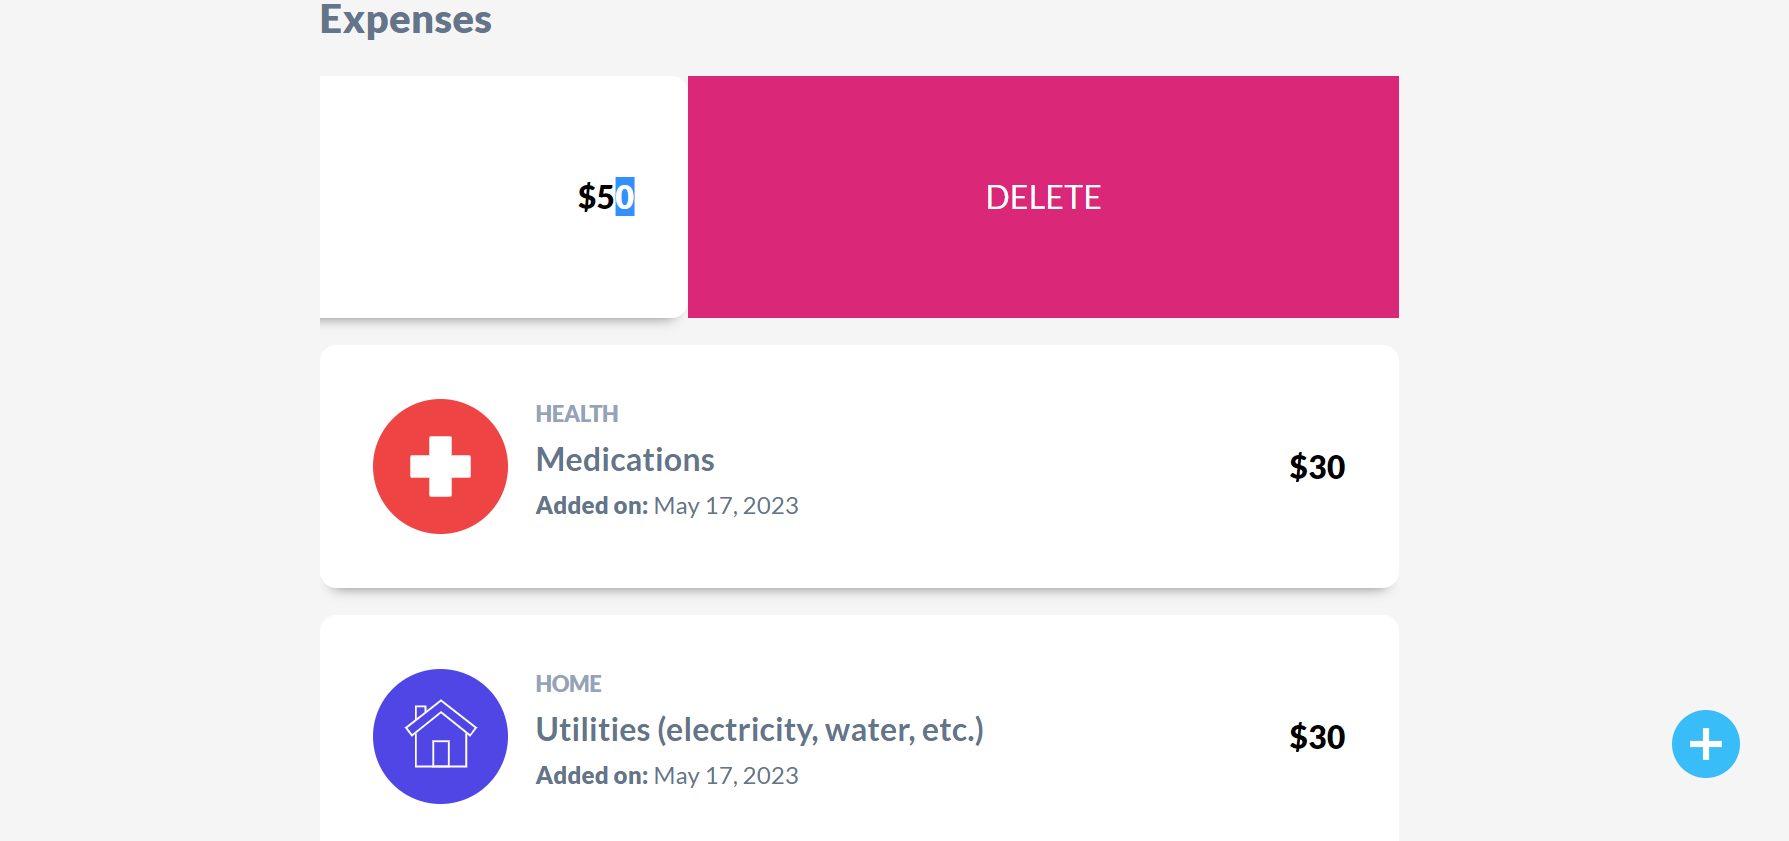 Expenses
$50
DELETE
HEALTH
Medications
Added on: May 17, 2023
$30
HOME
Utilities (electricity, water, etc.)
Added on: May 17, 2023
$30